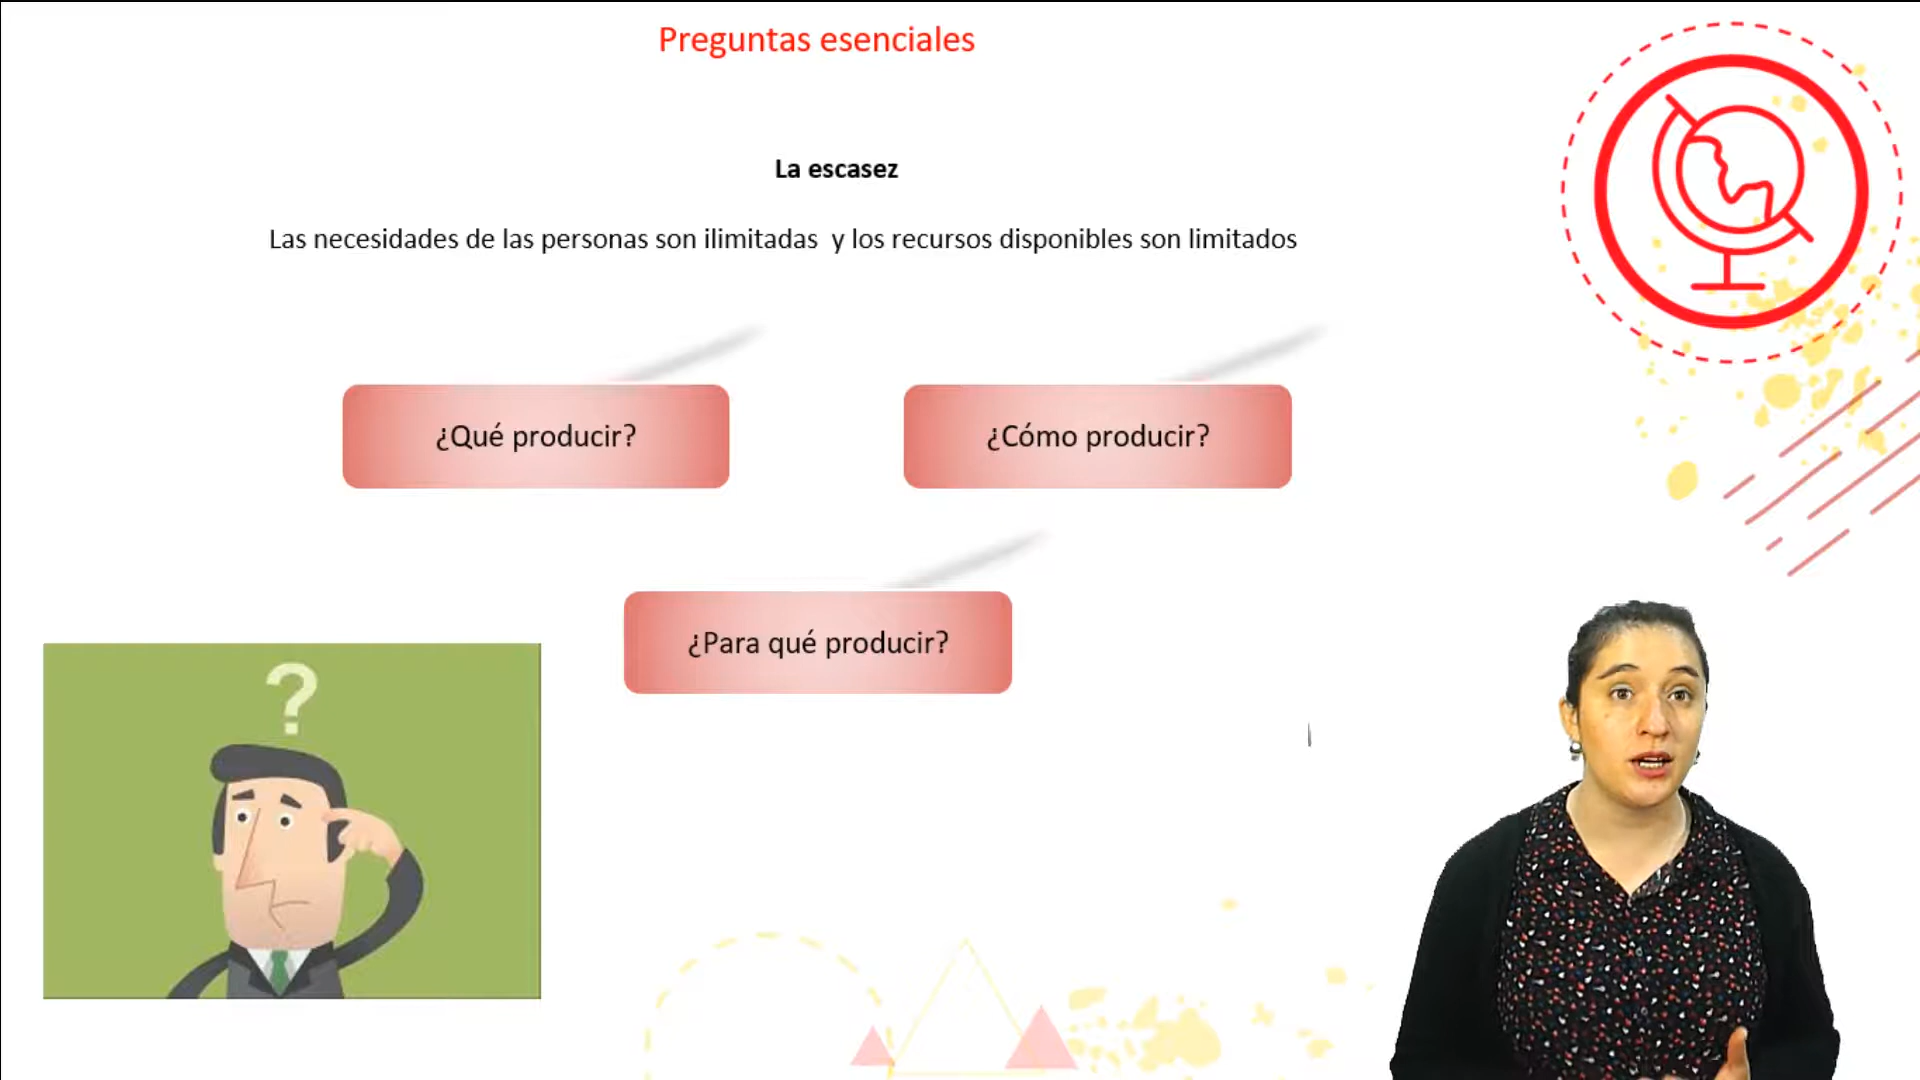 Preguntas esenciales
La escasez
Las necesidades de las personas son ilimitadas y los recursos disponibles son limitados
¿Qué producir?
¿Cómo producir?
¿Para qué producir?
?